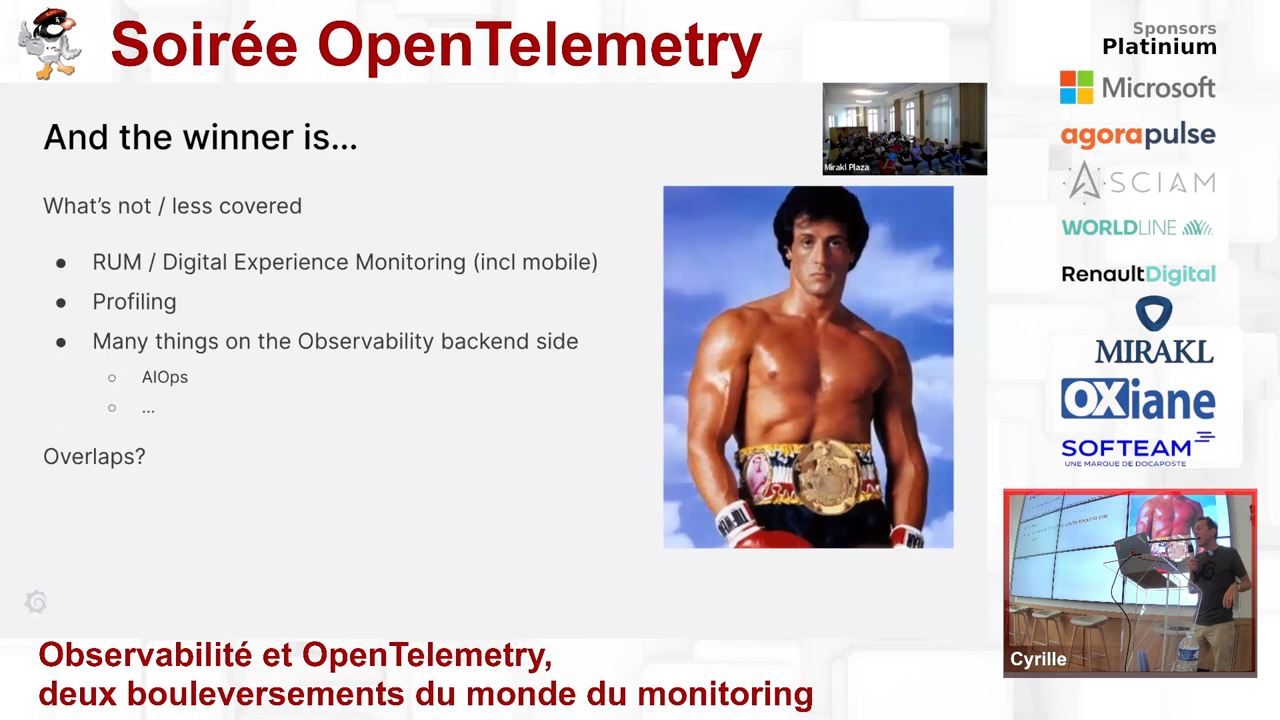 Soirée OpenTelemetry
Sponsors
Platinium
Microsoft
agorapulse
ASCIAM
WORLDLINE
RenaultDigital
MIRAKL
OXiane
SOFTEAM
UNE MARQUE DE DOCAPOSTE
And the winner is...
Mirakl Plaza
What's not / less covered
● RUM / Digital Experience Monitoring (incl mobile)
● Profiling
● Many things on the Observability backend side
○ AIOps
○ ...
Overlaps?
Cyrille
Observabilité et OpenTelemetry,
deux bouleversements du monde du monitoring